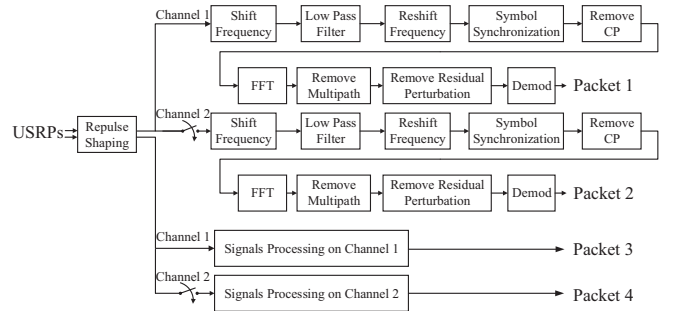 Channel 1
Shift Frequency
Low Pass Filter
Reshift Frequency
Symbol Synchronization
Remove CP
FFT
Remove Multipath
Remove Residual Perturbation
Demod
Packet 1
USRPs
Repulse Shaping
Channel 2
Shift Frequency
Low Pass Filter
Reshift Frequency
Symbol Synchronization
Remove CP
FFT
Remove Multipath
Remove Residual Perturbation
Demod
Packet 2
Channel 1
Signals Processing on Channel 1
Packet 3
Channel 2
Signals Processing on Channel 2
Packet 4